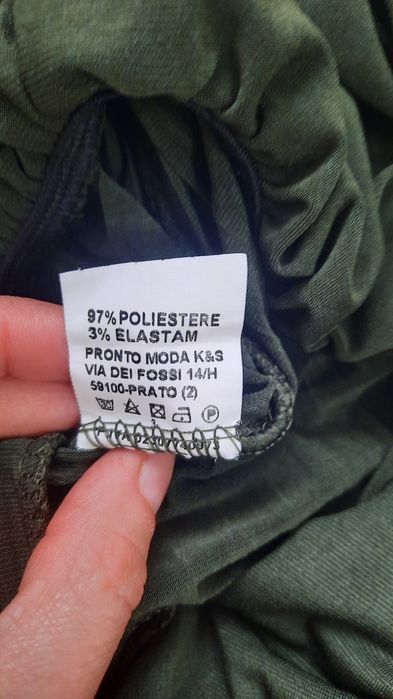 97% POLIESTERE
3% ELASTAM
PRONTO MODA K&S
VIA DEI FOSSI 14/H
59100-PRATO (2)
P